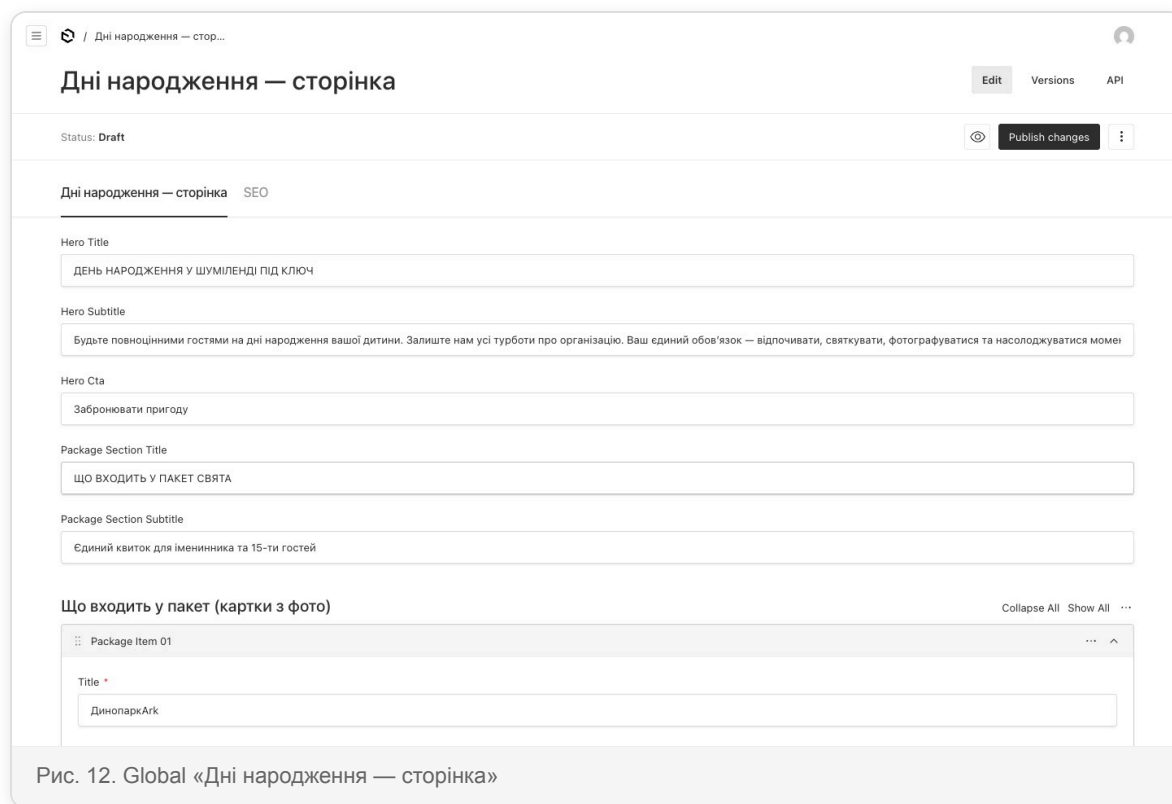 / Дні народження — стор...
Дні народження — сторінка
Edit Versions API
Status: Draft
Publish changes
Дні народження — сторінка SEO
Hero Title
ДЕНЬ НАРОДЖЕННЯ У ШУМІЛЕНДІ ПІД КЛЮЧ
Hero Subtitle
Будьте повноцінними гостями на дні народження вашої дитини. Залиште нам усі турботи про організацію. Ваш єдиний обов’язок — відпочивати, святкувати, фотографуватися та насолоджуватися
Hero Cta
Забронювати пригоду
Package Section Title
ЩО ВХОДИТЬ У ПАКЕТ СВЯТА
Package Section Subtitle
Єдиний квиток для іменинника та 15-ти гостей
Що входить у пакет (картки з фото)
Collapse All Show All ...
Package Item 01
Title *
ДинопаркArk
Рис. 12. Global «Дні народження — сторінка»